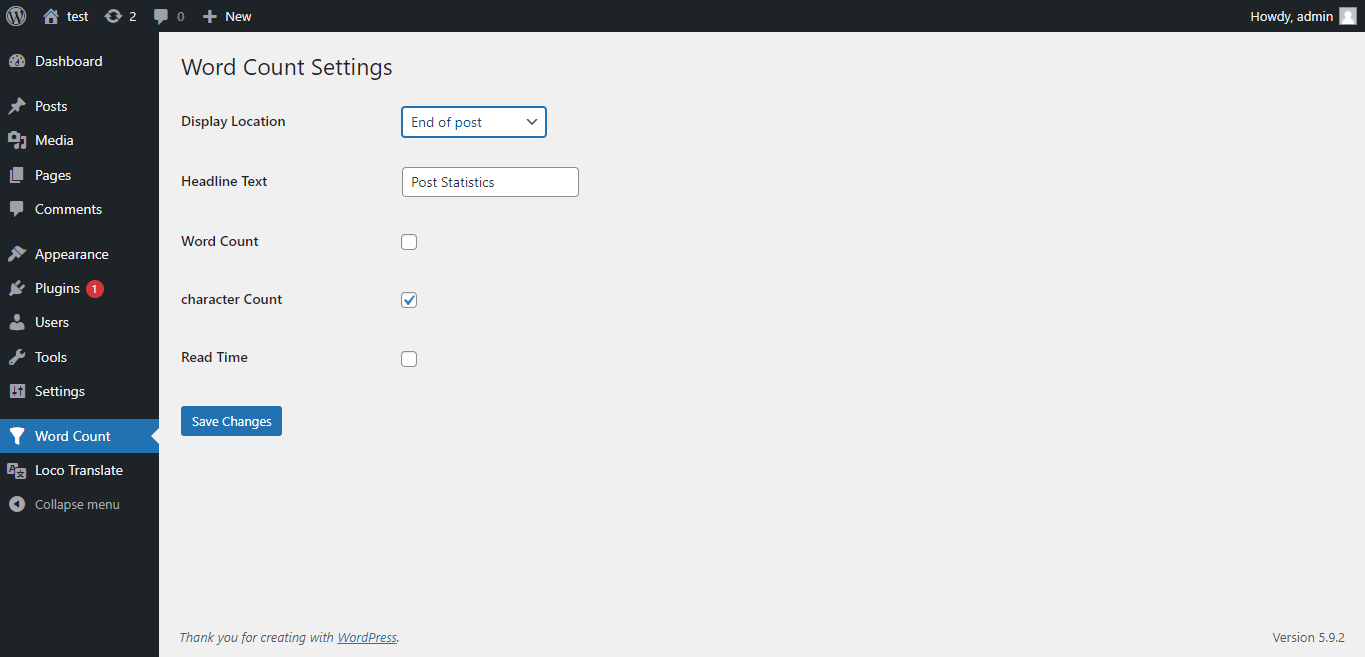 test 2 0 New Howdy, admin
Dashboard
Posts
Media
Pages
Comments
Appearance
Plugins 1
Users
Tools
Settings
Word Count
Loco Translate
Collapse menu
Word Count Settings
Display Location End of post
Headline Text Post Statistics
Word Count
character Count
Read Time
Save Changes
Thank you for creating with WordPress. Version 5.9.2